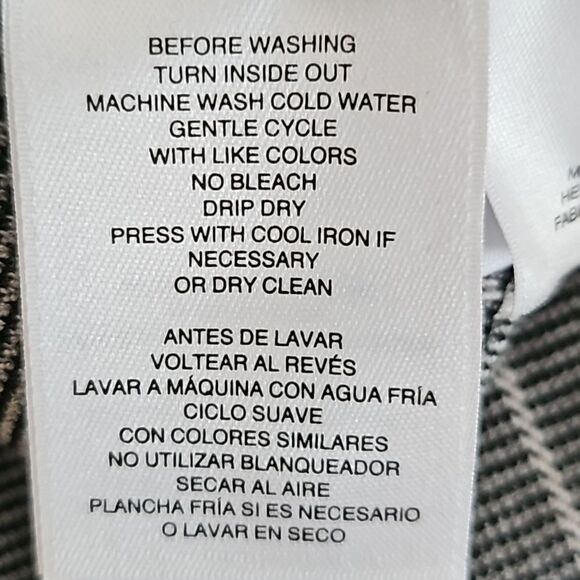 BEFORE WASHING
TURN INSIDE OUT
MACHINE WASH COLD WATER
GENTLE CYCLE
WITH LIKE COLORS
NO BLEACH
DRIP DRY
PRESS WITH COOL IRON IF
NECESSARY
OR DRY CLEAN
ANTES DE LAVAR
VOLTEAR AL REVÉS
LAVAR A MÁQUINA CON AGUA FRÍA
CICLO SUAVE
CON COLORES SIMILARES
NO UTILIZAR BLANQUEADOR
SECAR AL AIRE
PLANCHA FRÍA SI ES NECESARIO
O LAVAR EN SECO